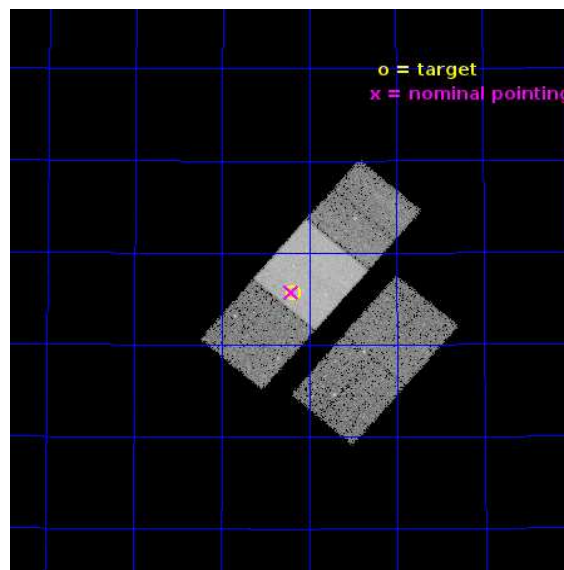 o = target
x = nominal pointing